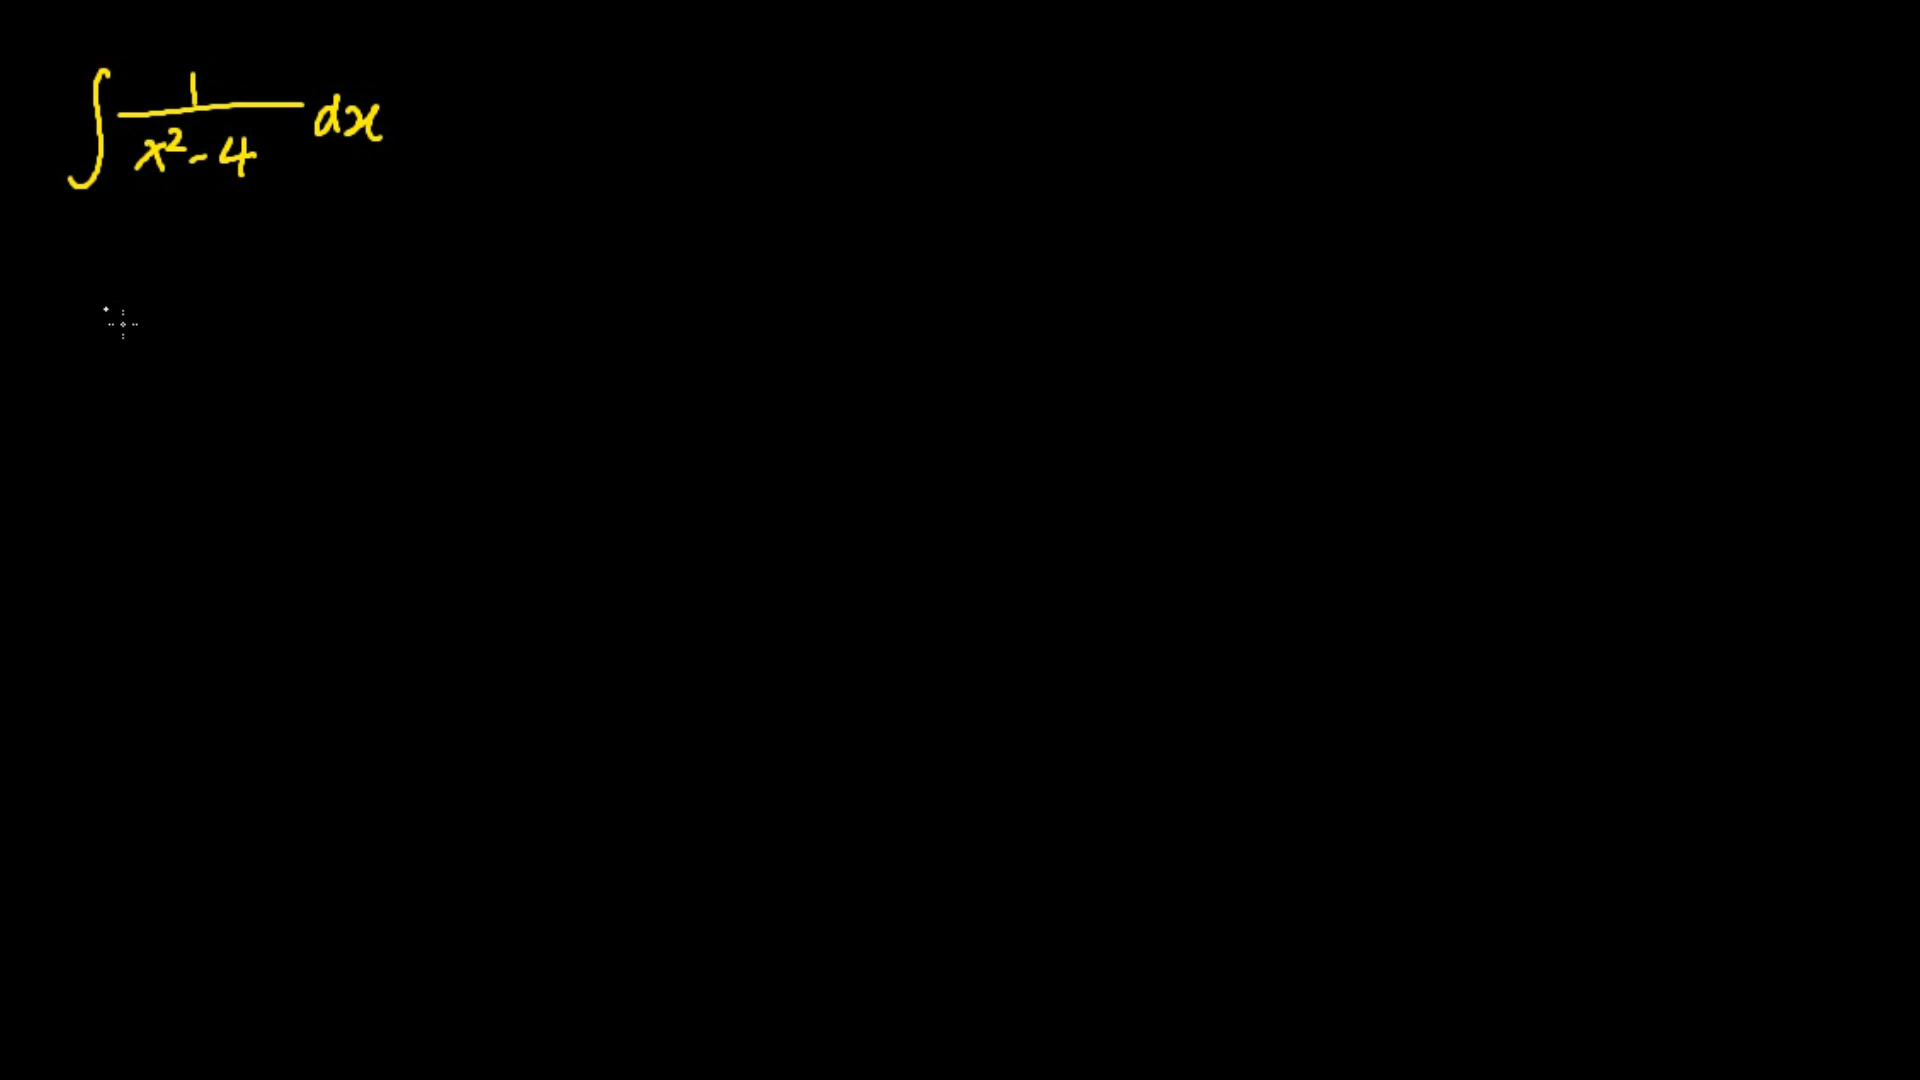 ∫ 1/(x² - 4) dx